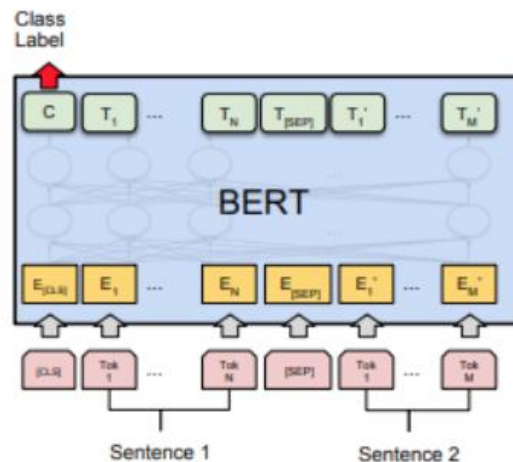 Class
Label
C T1 ... TN T[SEP] T1' ... TM'
BERT
E[CLS] E1 ... EN E[SEP] E1' ... EM'
[CLS] Tok 1 ... Tok N [SEP] Tok 1 ... Tok M
Sentence 1 Sentence 2